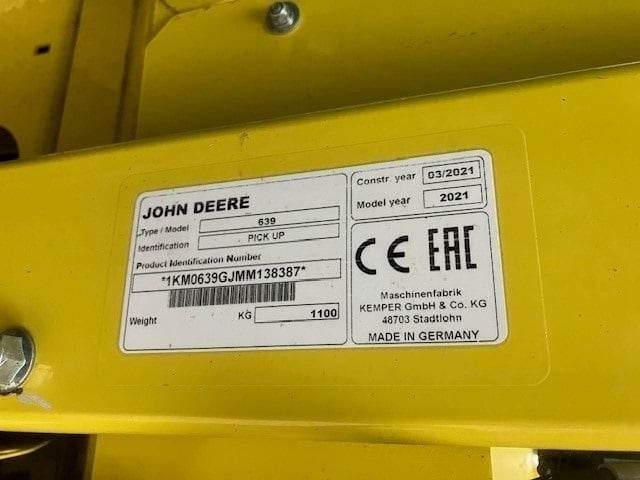 JOHN DEERE
Type / Model 639
Identification PICK UP
Product Identification Number
*1KM0639GJMM138387*
Weight KG 1100
Constr. year 03/2021
Model year 2021
CE EAC
Maschinenfabrik
KEMPER GmbH & Co. KG
48703 Stadtlohn
MADE IN GERMANY